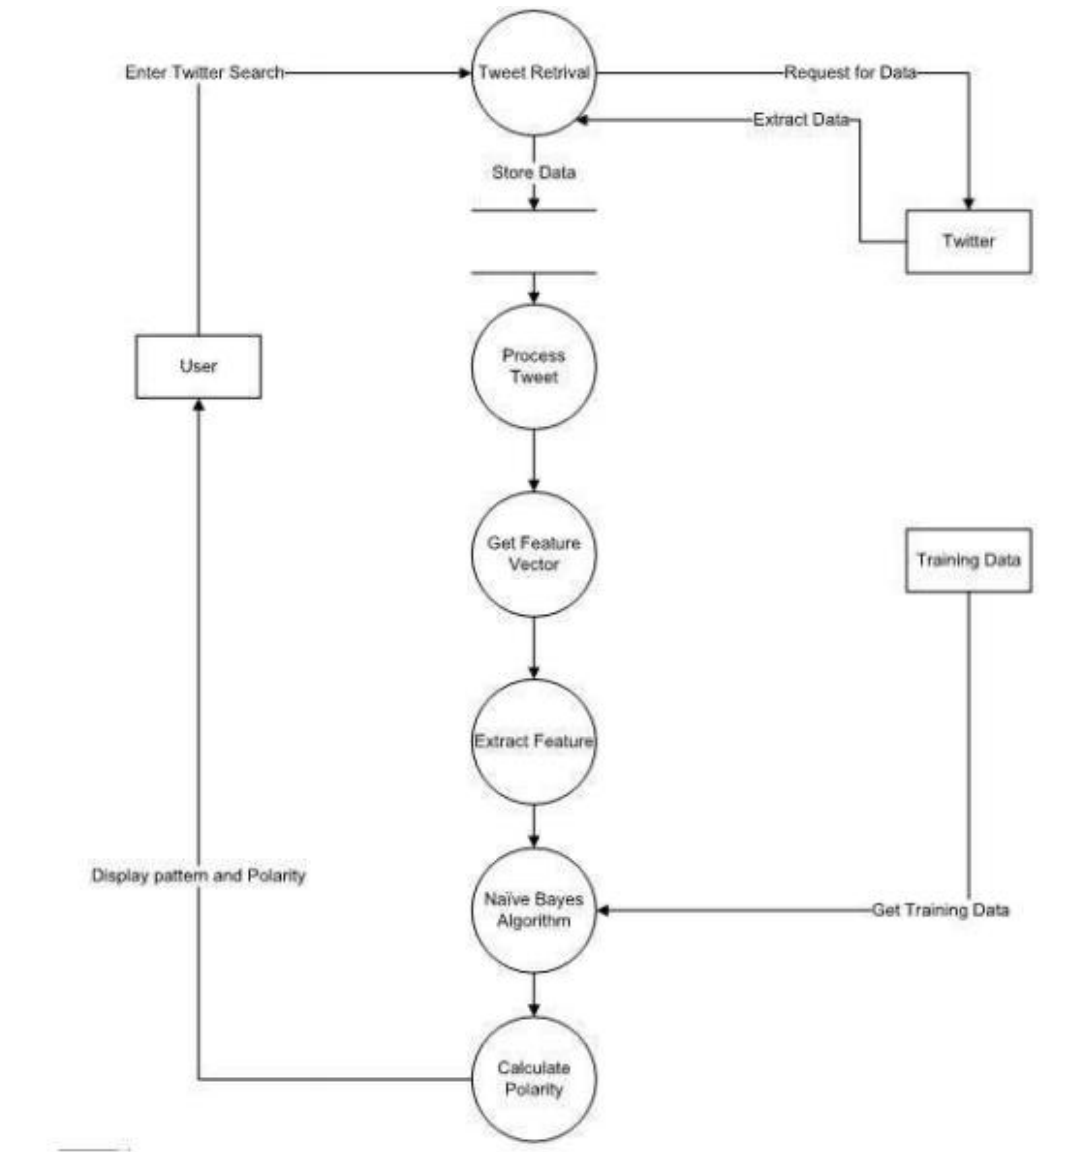 Enter Twitter Search
Tweet Retrival
Request for Data
Extract Data
Store Data
Twitter
Process
Tweet
User
Get Feature
Vector
Training Data
Extract Feature
Display pattern and Polarity
Naïve Bayes
Algorithm
Get Training Data
Calculate
Polarity